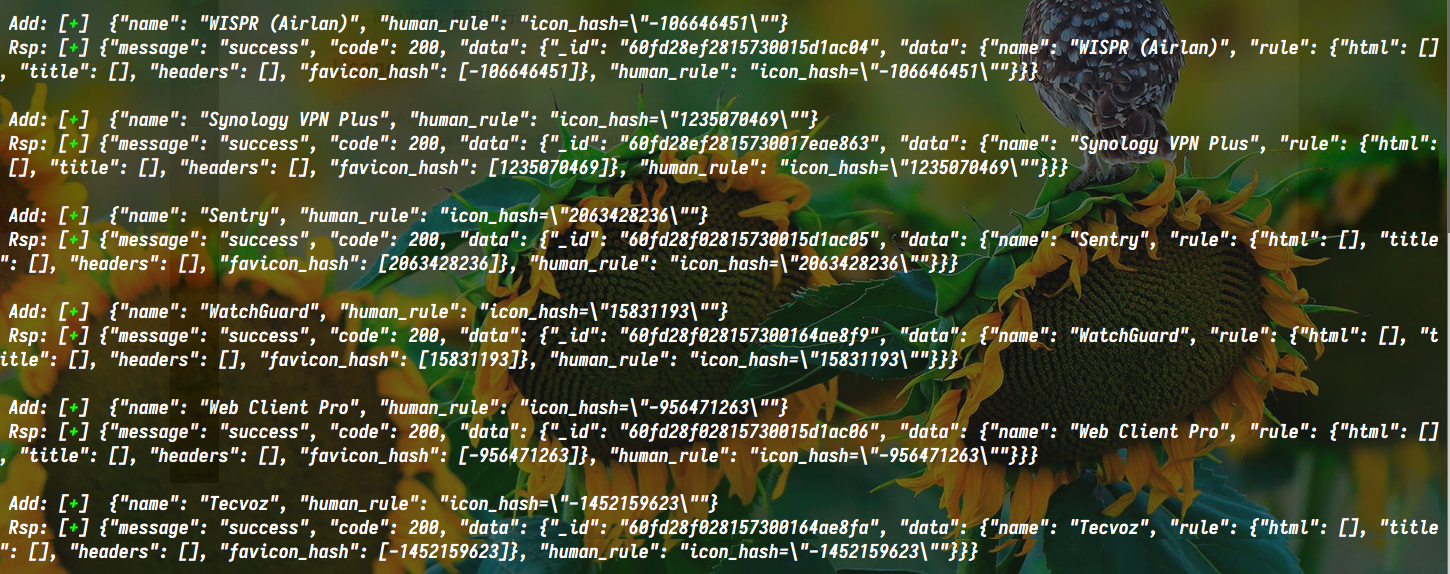 Add: [+]  {"name": "WISPR (Airlan)", "human_rule": "icon_hash=\"-106646451\""}
Rsp: [+] {"message": "success", "code": 200, "data": {"_id": "60fd28ef2815730015d1ac04", "data": {"name": "WISPR (Airlan)", "rule": {"html": []
, "title": [], "headers": [], "favicon_hash": [-106646451]}, "human_rule": "icon_hash=\"-106646451\""}}}
Add: [+]  {"name": "Synology VPN Plus", "human_rule": "icon_hash=\"1235070469\""}
Rsp: [+] {"message": "success", "code": 200, "data": {"_id": "60fd28ef2815730017eae863", "data": {"name": "Synology VPN Plus", "rule": {"html":
[], "title": [], "headers": [], "favicon_hash": [1235070469]}, "human_rule": "icon_hash=\"1235070469\""}}}
Add: [+]  {"name": "Sentry", "human_rule": "icon_hash=\"2063428236\""}
Rsp: [+] {"message": "success", "code": 200, "data": {"_id": "60fd28f02815730015d1ac05", "data": {"name": "Sentry", "rule": {"html": [], "title
": [], "headers": [], "favicon_hash": [2063428236]}, "human_rule": "icon_hash=\"2063428236\""}}}
Add: [+]  {"name": "WatchGuard", "human_rule": "icon_hash=\"15831193\""}
Rsp: [+] {"message": "success", "code": 200, "data": {"_id": "60fd28f028157300164ae8f9", "data": {"name": "WatchGuard", "rule": {"html": [], "t
itle": [], "headers": [], "favicon_hash": [15831193]}, "human_rule": "icon_hash=\"15831193\""}}}
Add: [+]  {"name": "Web Client Pro", "human_rule": "icon_hash=\"-956471263\""}
Rsp: [+] {"message": "success", "code": 200, "data": {"_id": "60fd28f02815730015d1ac06", "data": {"name": "Web Client Pro", "rule": {"html": []
, "title": [], "headers": [], "favicon_hash": [-956471263]}, "human_rule": "icon_hash=\"-956471263\""}}}
Add: [+]  {"name": "Tecvoz", "human_rule": "icon_hash=\"-1452159623\""}
Rsp: [+] {"message": "success", "code": 200, "data": {"_id": "60fd28f028157300164ae8fa", "data": {"name": "Tecvoz", "rule": {"html": [], "title
": [], "headers": [], "favicon_hash": [-1452159623]}, "human_rule": "icon_hash=\"-1452159623\""}}}